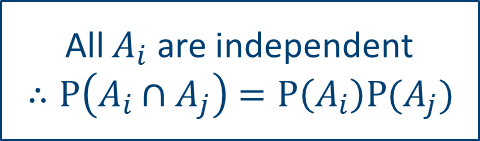 All 𝐴ᵢ are independent
∴ P(𝐴ᵢ ∩ 𝐴ⱼ) = P(𝐴ᵢ)P(𝐴ⱼ)